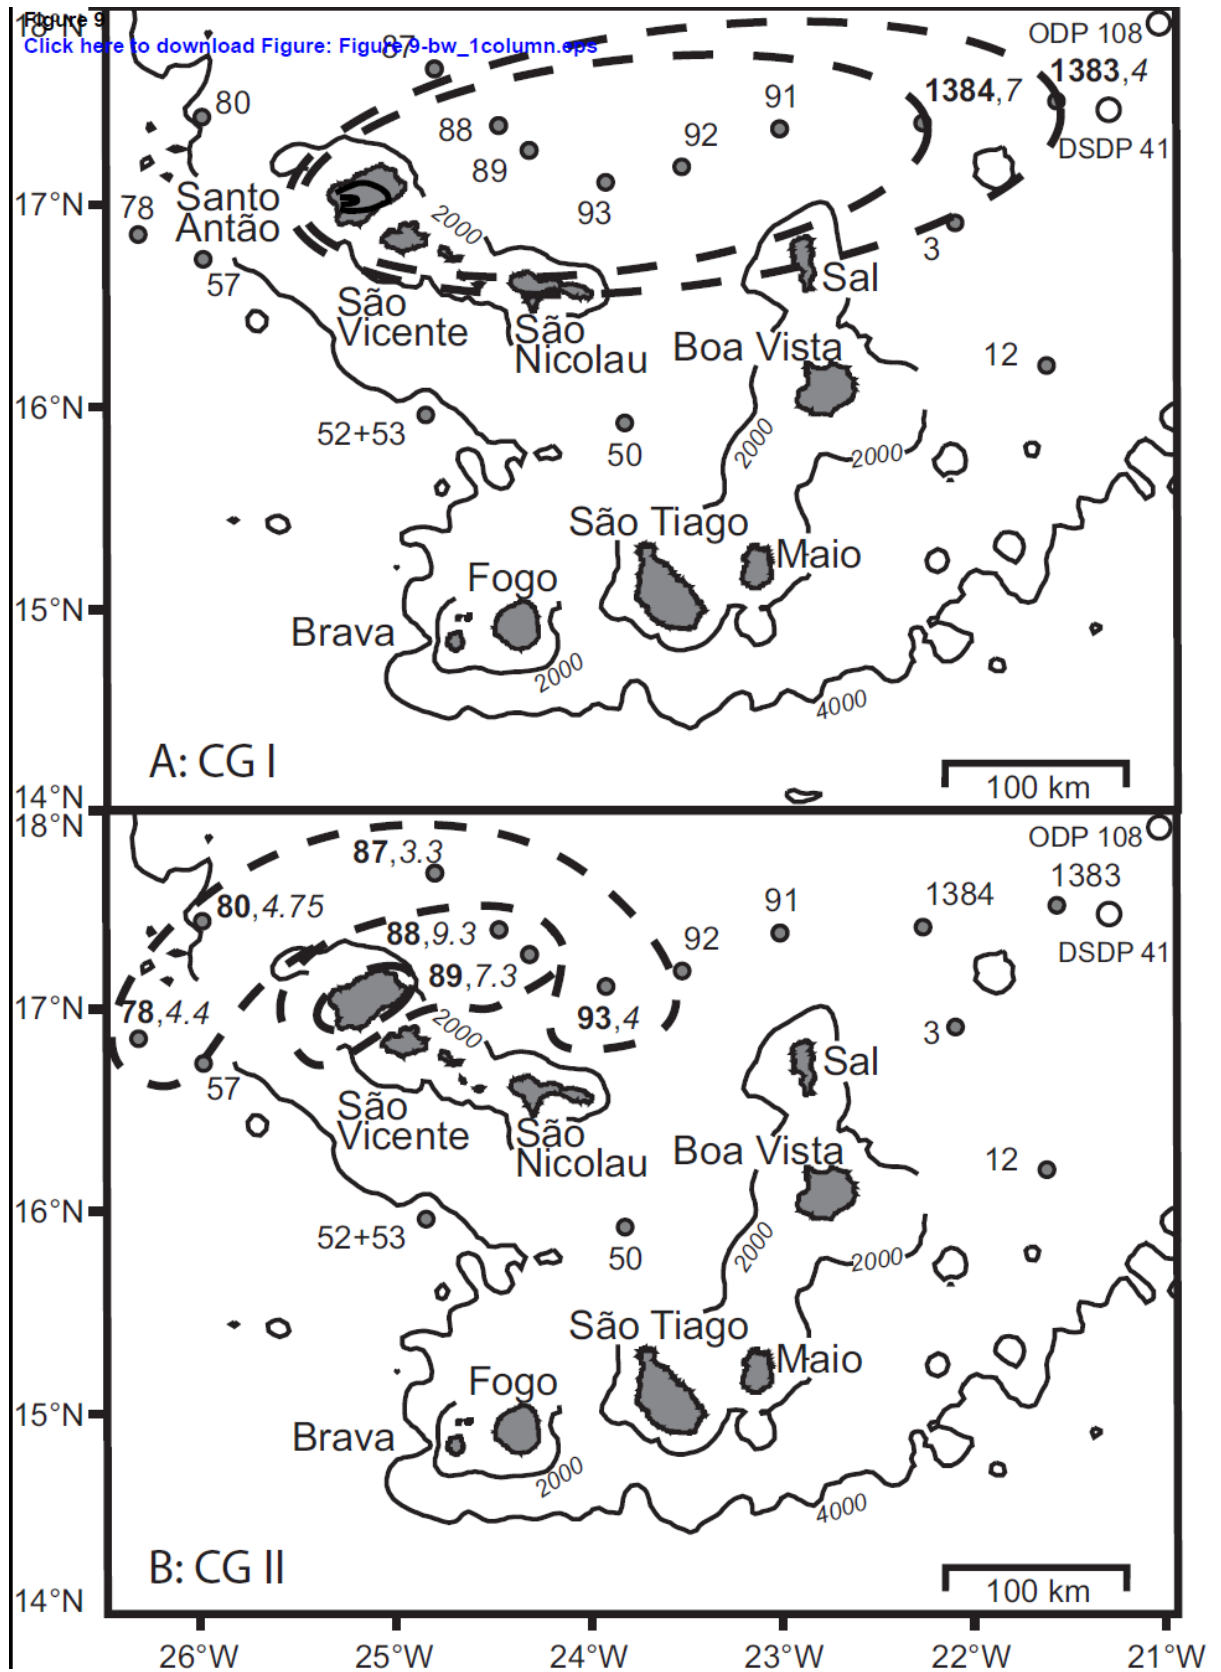 Figure 9
Click here to download Figure: Figure 9-bw_1column.eps
18°N
87
ODP 108
1383,4
80
88
91
1384,7
89
92
DSDP 41
17°N
78
Santo
Antão
2000
93
3
57
São
Vicente
São
Nicolau
Sal
Boa Vista
12
16°N
52+53
50
2000
2000
São Tiago
Maio
Fogo
15°N
Brava
2000
4000
A: CG I
100 km
14°N
18°N
87,3.3
ODP 108
1383
80,4.75
88,9.3
91
1384
89,7.3
92
DSDP 41
17°N
78,4.4
2000
93,4
3
57
São
Vicente
São
Nicolau
Sal
Boa Vista
12
16°N
52+53
50
2000
2000
São Tiago
Maio
Fogo
15°N
Brava
2000
4000
B: CG II
100 km
14°N
26°W 25°W 24°W 23°W 22°W 21°W